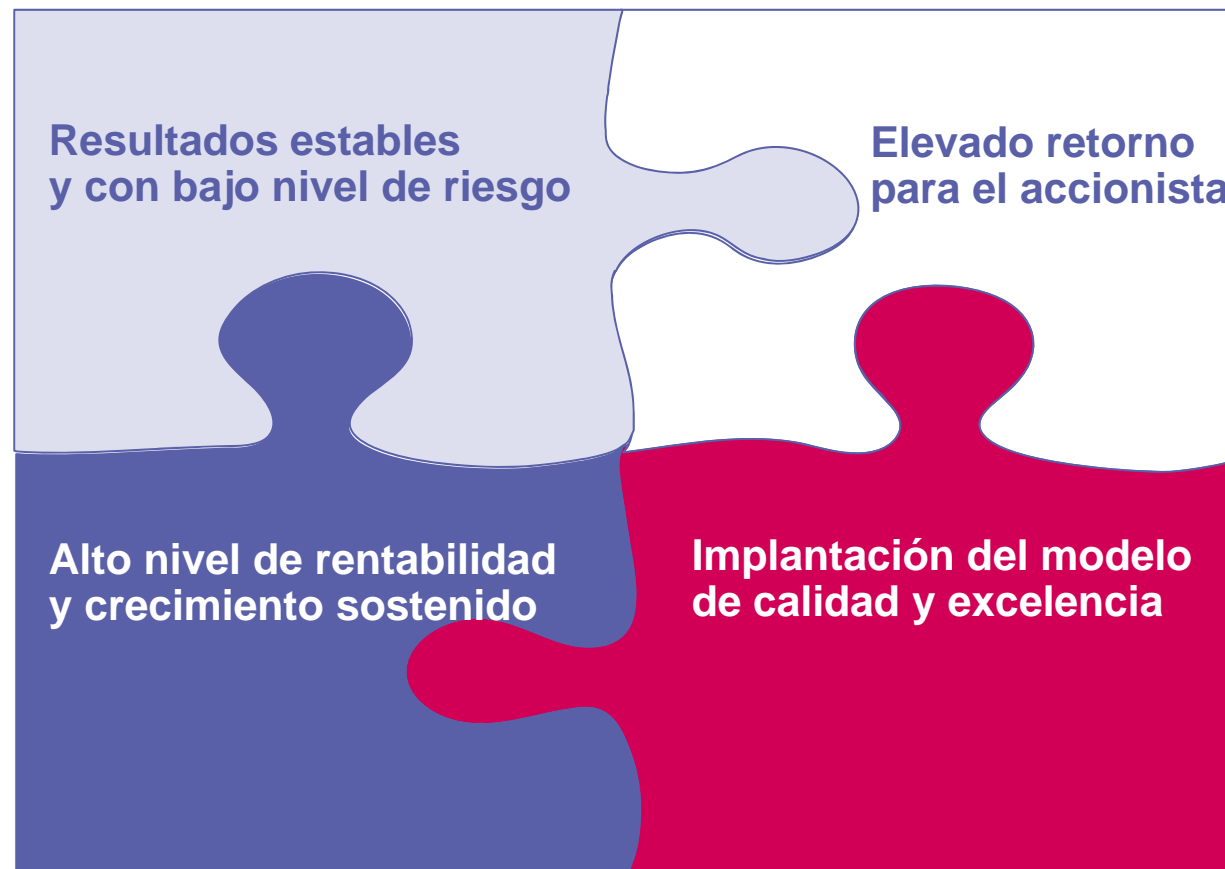 Resultados estables
y con bajo nivel de riesgo
Elevado retorno
para el accionista
Alto nivel de rentabilidad
y crecimiento sostenido
Implantación del modelo
de calidad y excelencia